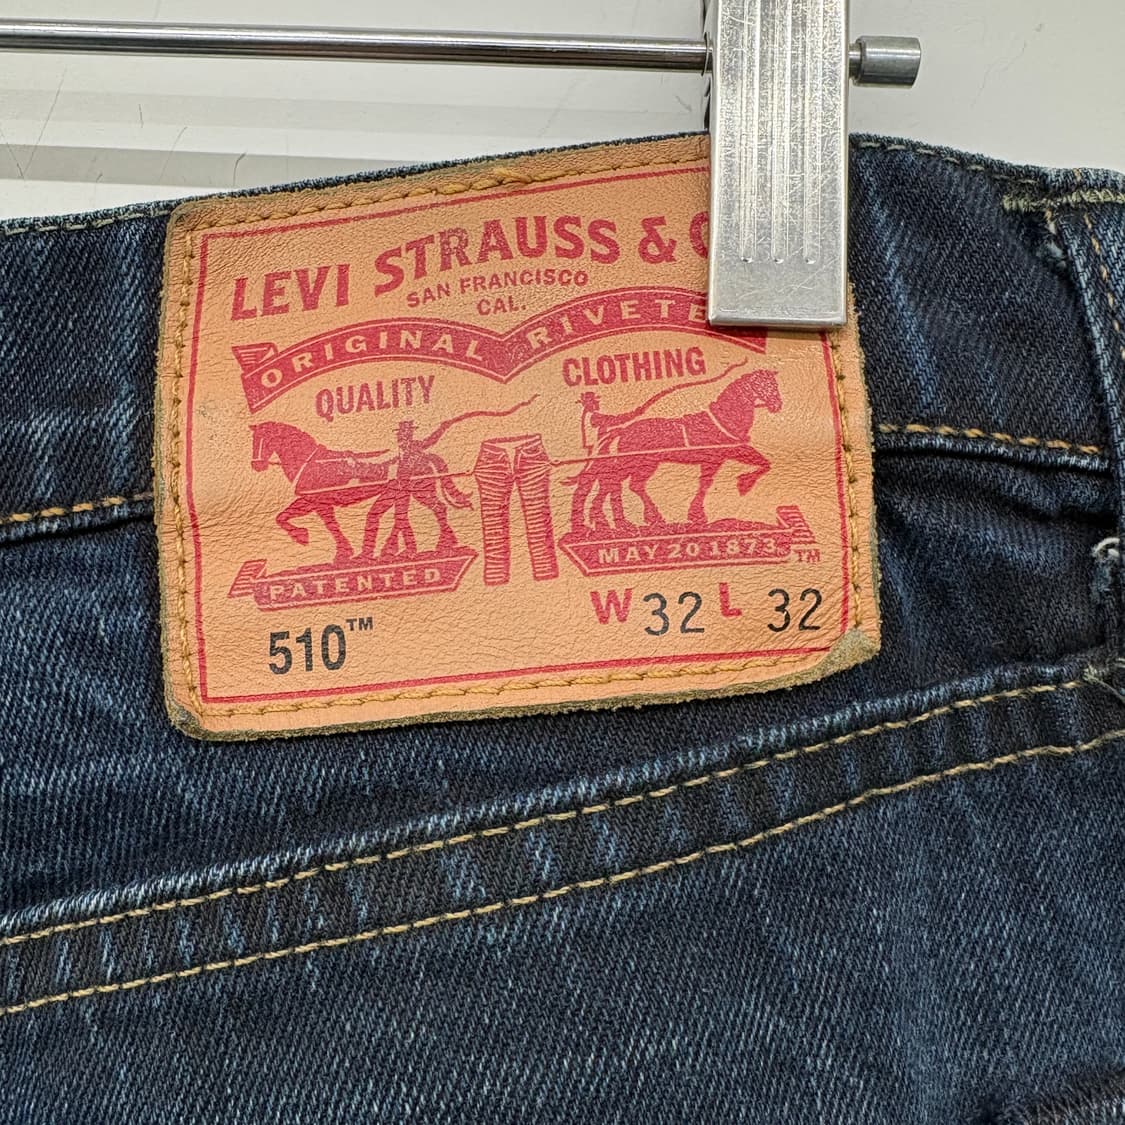 LEVI STRAUSS &
SAN FRANCISCO
CAL.
ORIGINAL RIVETE
QUALITY CLOTHING
PATENTED MAY 20 1873 TM
510™ W 32 L 32